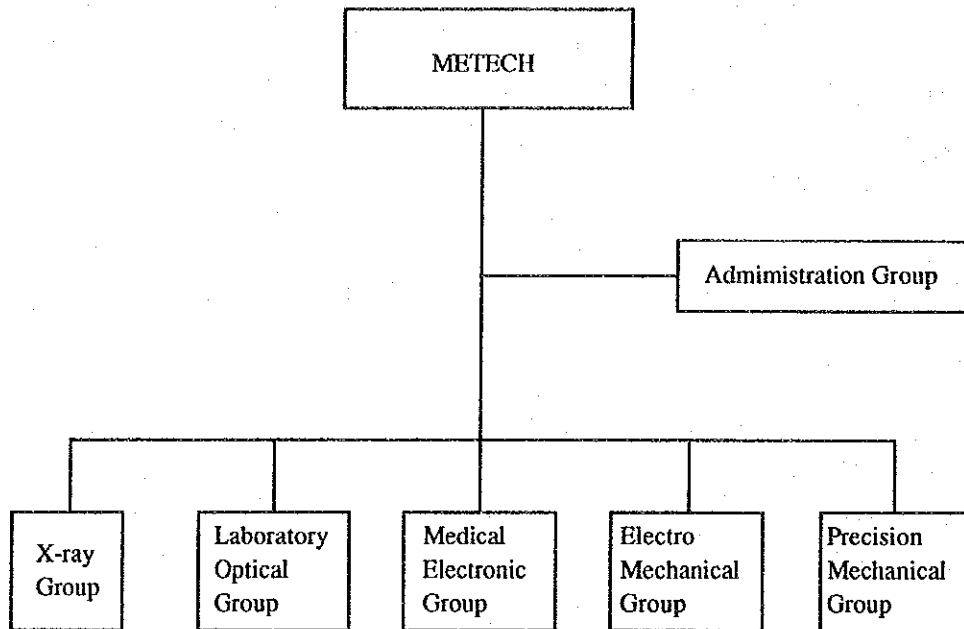 METECH
Admimistration Group
X-ray
Group
Laboratory
Optical
Group
Medical
Electronic
Group
Electro
Mechanical
Group
Precision
Mechanical
Group